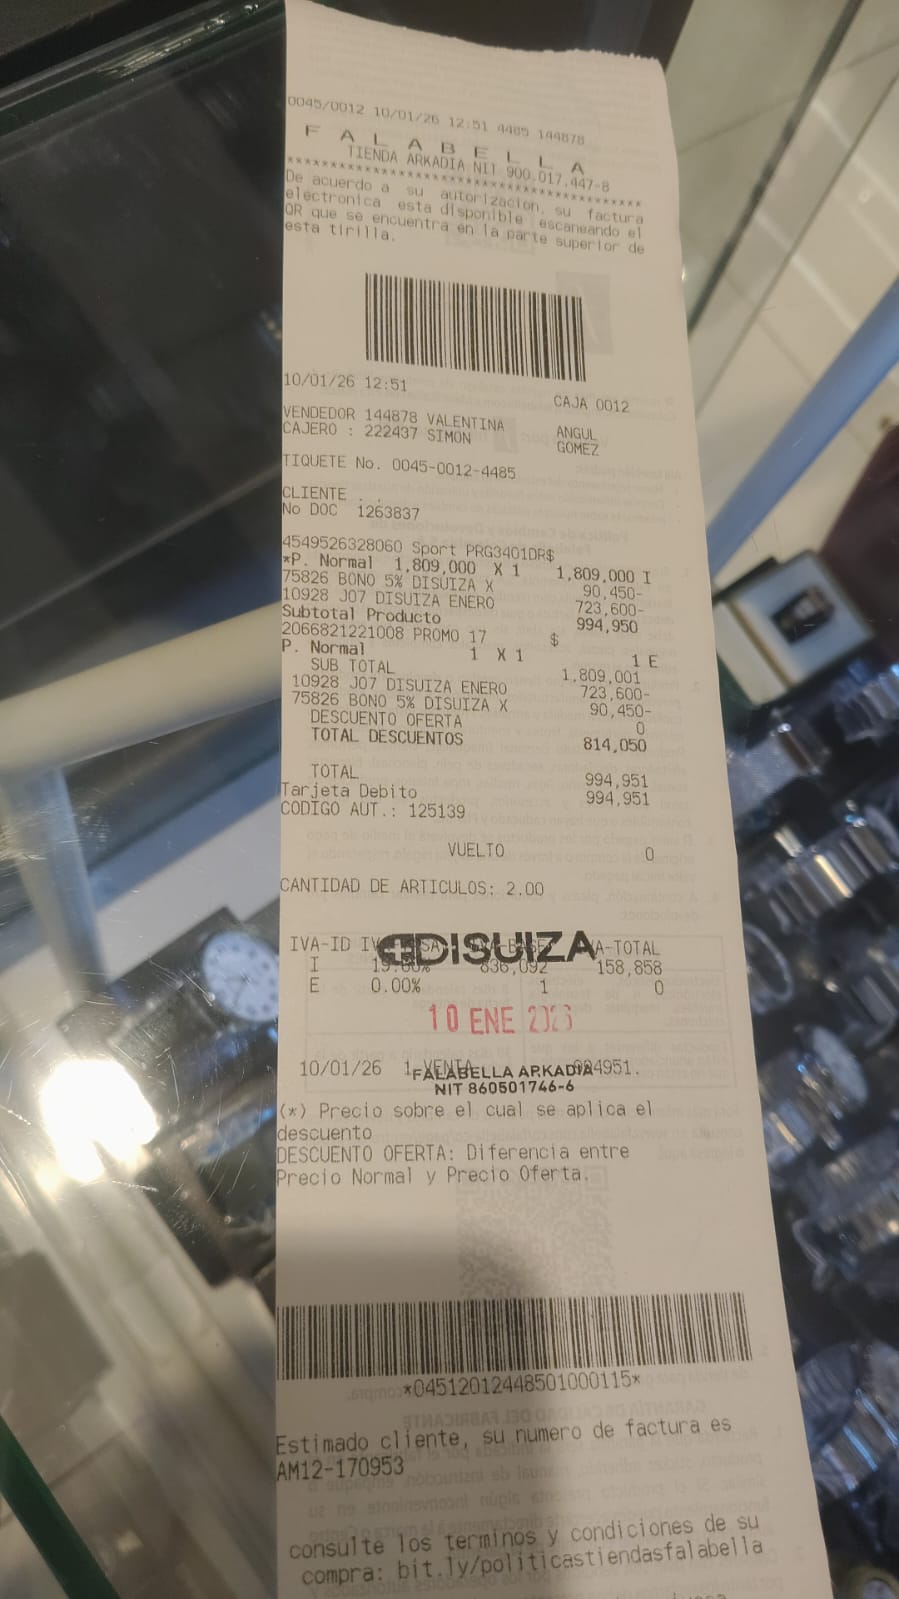 0045/0012 10/01/26 12:51 4485 144878
F A L A B E L L A
TIENDA ARKADIA NIT 900.017.447-8
****************************************
De acuerdo a su autorizacion, su factura
electronica esta disponible escaneando el
QR que se encuentra en la parte superior de
esta tirilla.
10/01/26 12:51 CAJA 0012
VENDEDOR 144878 VALENTINA ANGUL
CAJERO : 222437 SIMON GOMEZ
TIQUETE No. 0045-0012-4485
CLIENTE . .
No DOC 1263837
4549526328060 Sport PRG3401DR$
*P. Normal 1,809,000 X 1 1,809,000 I
75826 BONO 5% DISUIZA X 90,450-
10928 J07 DISUIZA ENERO 723,600-
Subtotal Producto 994,950
2066821221008 PROMO 17 $
P. Normal 1 X 1 1 E
SUB TOTAL 1,809,001
10928 J07 DISUIZA ENERO 723,600-
75826 BONO 5% DISUIZA X 90,450-
DESCUENTO OFERTA 0
TOTAL DESCUENTOS 814,050
TOTAL 994,951
Tarjeta Debito 994,951
CODIGO AUT.: 125139
VUELTO 0
CANTIDAD DE ARTICULOS: 2.00
IVA-ID -TOTAL
DISUIZA
I 836,092 158,858
E 0.00% 1 0
10 ENE
10/01/26 1 4951.
FALABELLA ARKADIA
NIT 860501746-6
(*) Precio sobre el cual se aplica el
descuento
DESCUENTO OFERTA: Diferencia entre
Precio Normal y Precio Oferta.
*04512012448501000115*
Estimado cliente, su numero de factura es
AM12-170953
consulte los terminos y condiciones de su
compra: bit.ly/politicastiendasfalabella